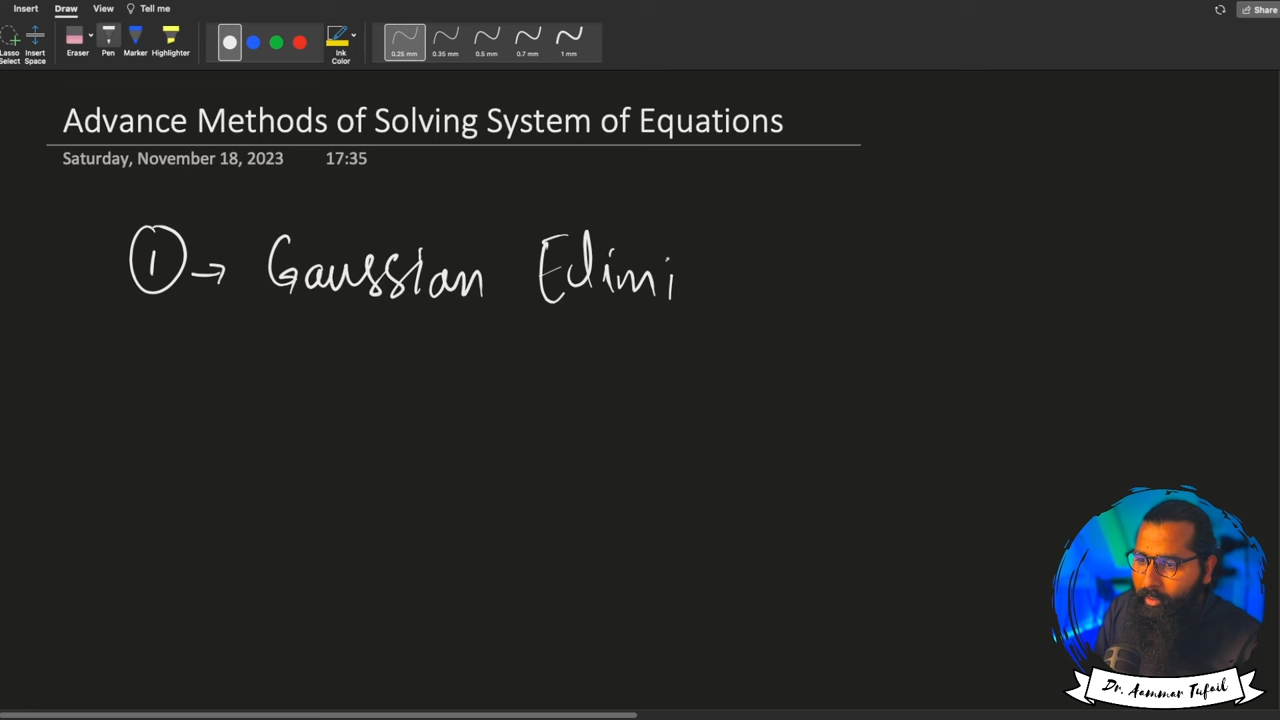 Insert Draw View Tell me Share
Lasso Select Insert Space Eraser Pen Marker Highlighter Ink Color 0.25 mm 0.35 mm 0.5 mm 0.7 mm 1 mm
Advance Methods of Solving System of Equations
Saturday, November 18, 2023 17:35
① → Gaussian Elimi
Dr. Aammar Tufail